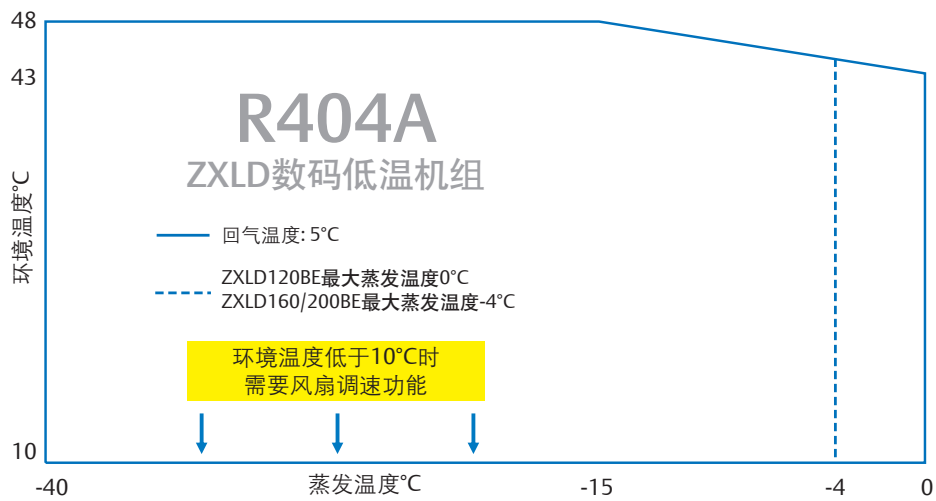 48
43
R404A
ZXLD数码低温机组
环境温度°C
回气温度: 5°C
ZXLD120BE最大蒸发温度0°C
ZXLD160/200BE最大蒸发温度-4°C
环境温度低于10°C时
需要风扇调速功能
10
-40
蒸发温度°C
-15
-4
0